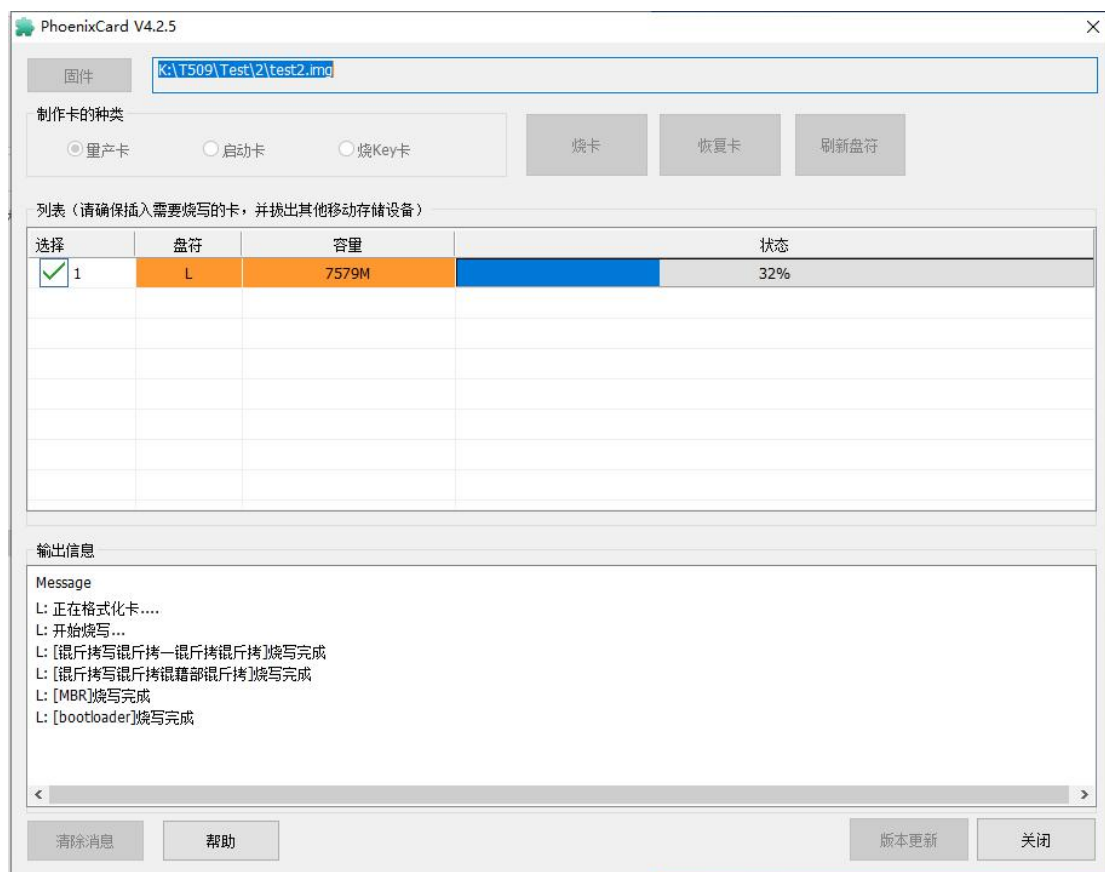 PhoenixCard V4.2.5
固件
K:\T509\Test\2\test2.img
制作卡的种类
量产卡 启动卡 烧Key卡 烧卡 恢复卡 刷新盘符
列表（请确保插入需要烧写的卡，并拔出其他移动存储设备）
选择 盘符 容量 状态
1 L 7579M 32%
输出信息
Message
L: 正在格式化卡....
L: 开始烧写...
L: [锟斤拷写锟斤拷一锟斤拷锟斤拷]烧写完成
L: [锟斤拷写锟斤拷锟藉部锟斤拷]烧写完成
L: [MBR]烧写完成
L: [bootloader]烧写完成
清除消息 帮助 版本更新 关闭